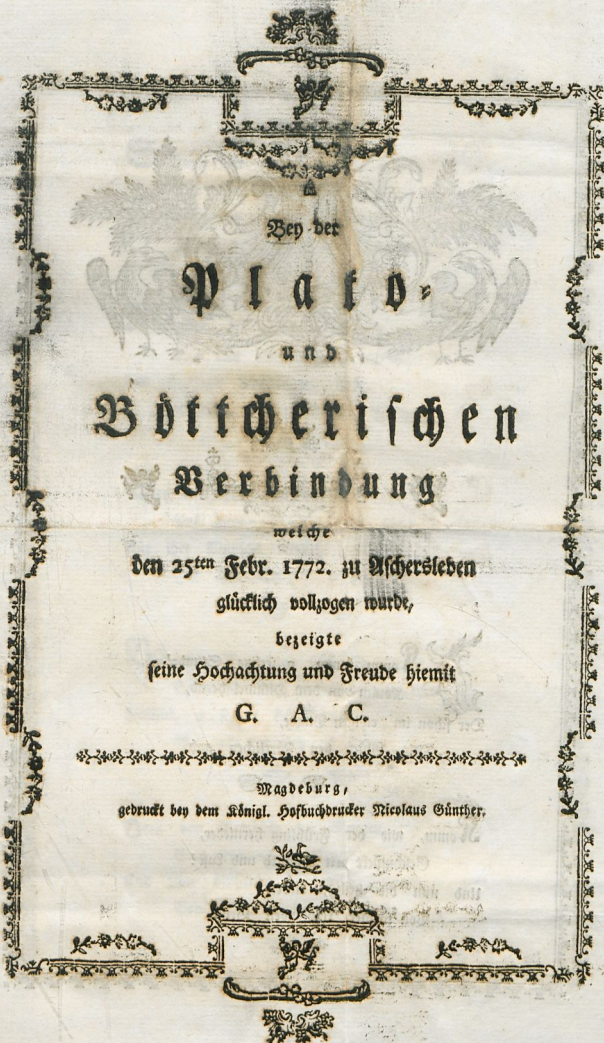 Bey der
Plato-
und
Böttcherischen
Verbindung
welche
den 25ten Febr. 1772. zu Aschersleben
glücklich vollzogen wurde,
bezeigte
seine Hochachtung und Freude hiemit
G. A. C.
Magdeburg,
gedruckt bey dem Königl. Hofbuchdrucker Nicolaus Günther.